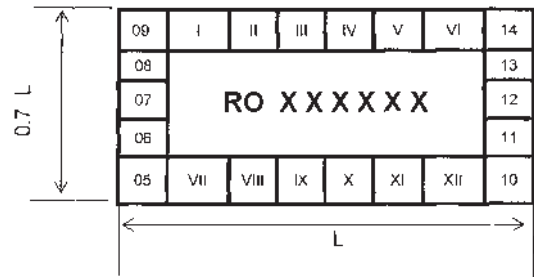 09 I II III IV V VI 14
08 13
07 RO XXXXXX 12
06 11
05 VII VIII IX X XI XII 10
0.7 L
L